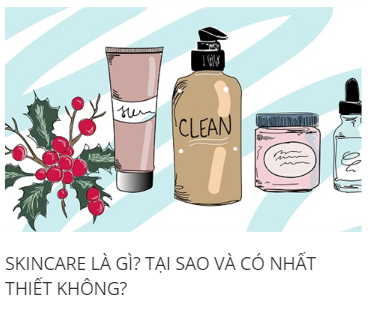 CLEAN
SKINCARE LÀ GÌ? TẠI SAO VÀ CÓ NHẤT
THIẾT KHÔNG?